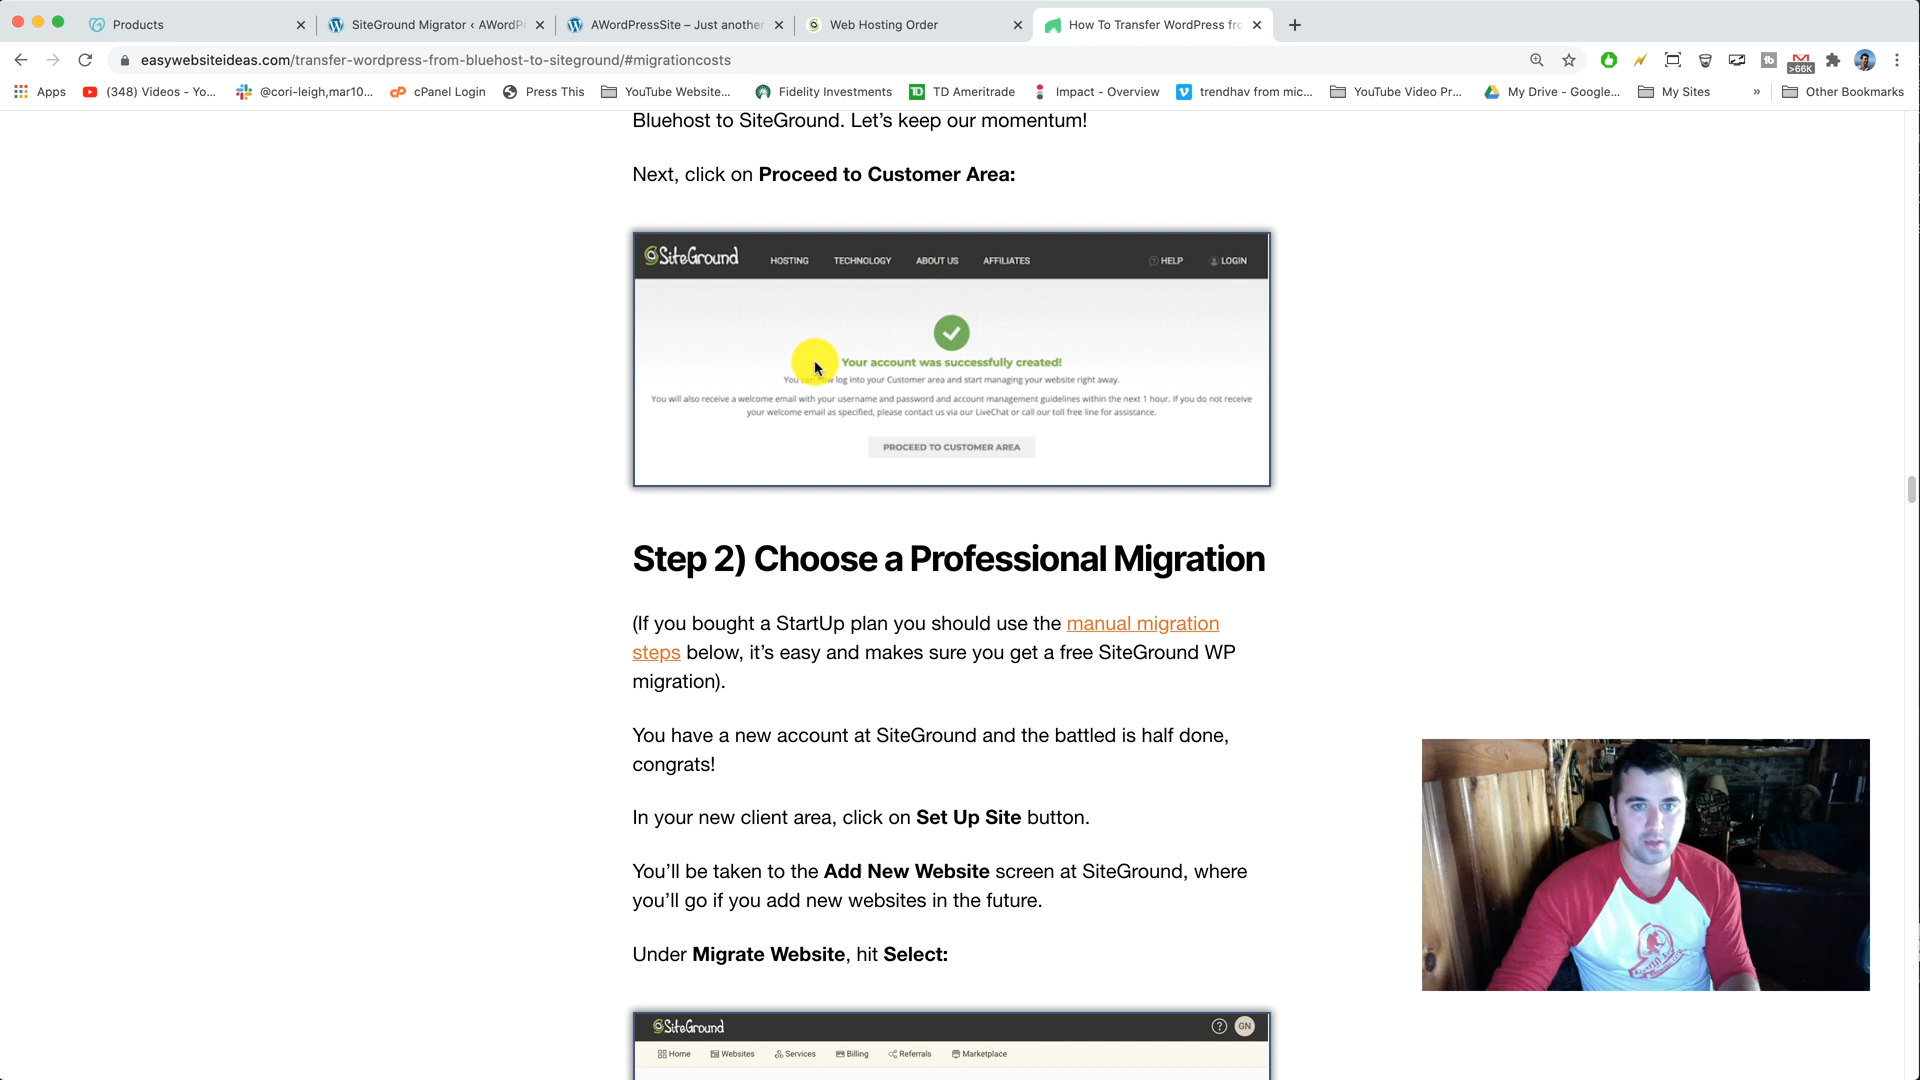 Products
SiteGround Migrator ‹ AWordPr
AWordPressSite – Just another
Web Hosting Order
How To Transfer WordPress fro
easywebsiteideas.com/transfer-wordpress-from-bluehost-to-siteground/#migrationcosts
>66K
Apps
(348) Videos - Yo...
@cori-leigh,mar10...
cP cPanel Login
Press This
YouTube Website...
Fidelity Investments
TD TD Ameritrade
Impact - Overview
trendhav from mic...
YouTube Video Pr...
My Drive - Google...
My Sites
»
Other Bookmarks
Bluehost to SiteGround. Let's keep our momentum!
Next, click on Proceed to Customer Area:
SiteGround
HOSTING TECHNOLOGY ABOUT US AFFILIATES
HELP LOGIN
Your account was successfully created!
You can now log into your Customer area and start managing your website right away.
You will also receive a welcome email with your username and password and account management guidelines within the next 1 hour. If you do not receive
your welcome email as specified, please contact us via our LiveChat or call our toll free line for assistance.
PROCEED TO CUSTOMER AREA
Step 2) Choose a Professional Migration
(If you bought a StartUp plan you should use the manual migration
steps below, it's easy and makes sure you get a free SiteGround WP
migration).
You have a new account at SiteGround and the battled is half done,
congrats!
In your new client area, click on Set Up Site button.
You'll be taken to the Add New Website screen at SiteGround, where
you'll go if you add new websites in the future.
Under Migrate Website, hit Select:
SiteGround
? GN
Home Websites Services Billing Referrals Marketplace